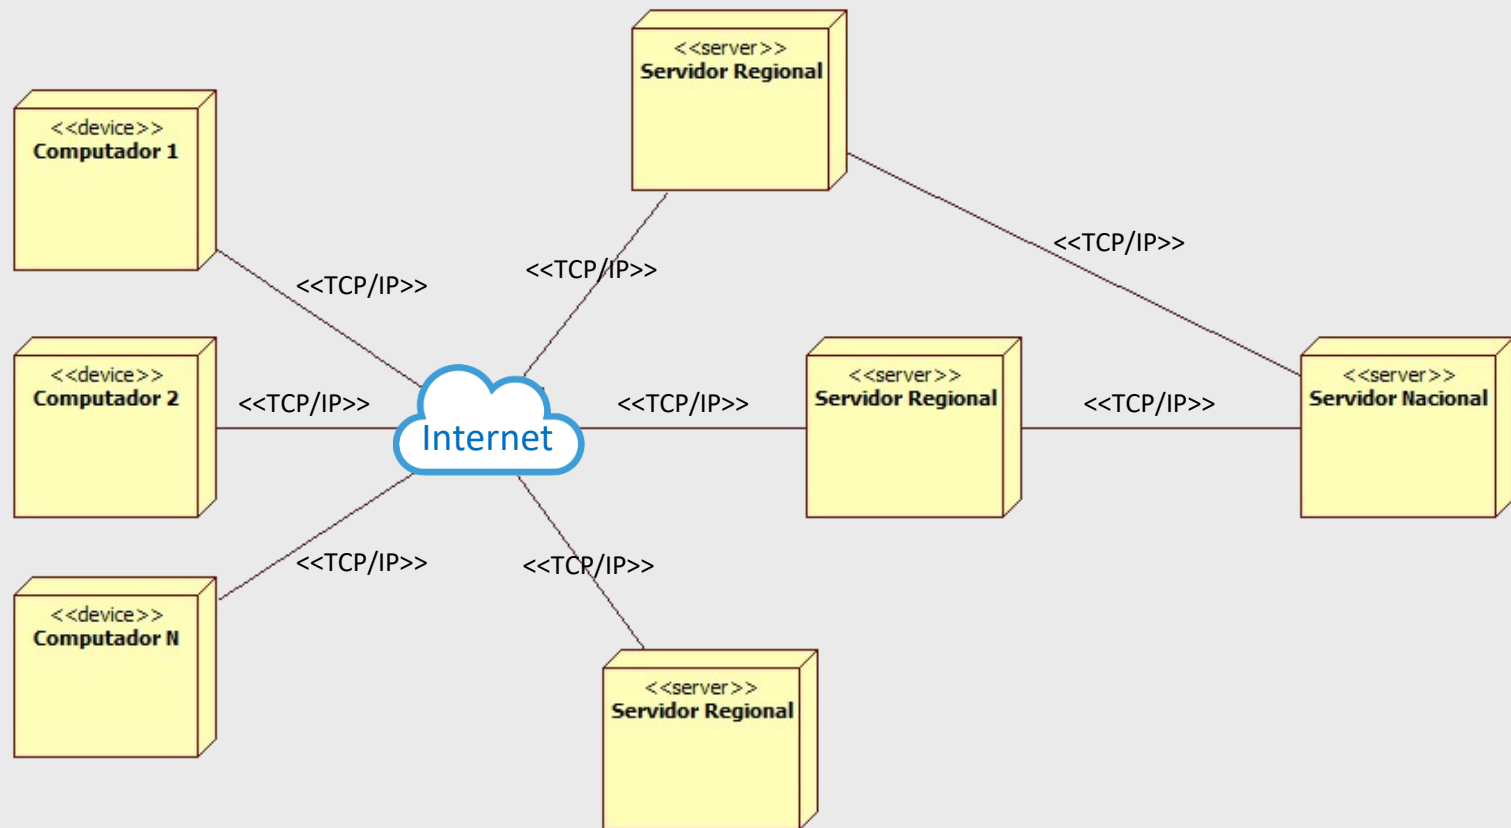 <<server>>
Servidor Regional
<<device>>
Computador 1
<<TCP/IP>>
<<TCP/IP>>
<<TCP/IP>>
<<device>>
Computador 2
<<TCP/IP>>
Internet
<<TCP/IP>>
<<server>>
Servidor Regional
<<TCP/IP>>
<<server>>
Servidor Nacional
<<TCP/IP>>
<<TCP/IP>>
<<device>>
Computador N
<<server>>
Servidor Regional